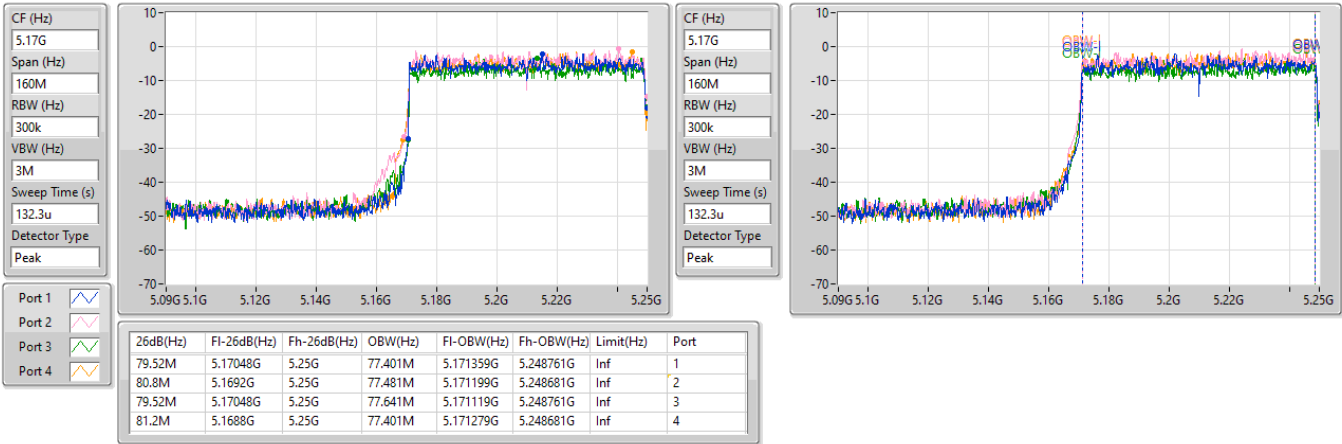 CF (Hz)
5.17G
Span (Hz)
160M
RBW (Hz)
300k
VBW (Hz)
3M
Sweep Time (s)
132.3u
Detector Type
Peak
10
0
-10
-20
-30
-40
-50
-60
-70
5.09G 5.1G 5.12G 5.14G 5.16G 5.18G 5.2G 5.22G 5.25G
CF (Hz)
5.17G
Span (Hz)
160M
RBW (Hz)
300k
VBW (Hz)
3M
Sweep Time (s)
132.3u
Detector Type
Peak
10
0
-10
-20
-30
-40
-50
-60
-70
OBW
5.09G 5.1G 5.12G 5.14G 5.16G 5.18G 5.2G 5.22G 5.25G
Port 1
Port 2
Port 3
Port 4
26dB(Hz) Fl-26dB(Hz) Fh-26dB(Hz) OBW(Hz) Fl-OBW(Hz) Fh-OBW(Hz) Limit(Hz) Port
79.52M 5.17048G 5.25G 77.401M 5.171359G 5.248761G Inf 1
80.8M 5.1692G 5.25G 77.481M 5.171199G 5.248681G Inf 2
79.52M 5.17048G 5.25G 77.641M 5.171119G 5.248761G Inf 3
81.2M 5.1688G 5.25G 77.401M 5.171279G 5.248681G Inf 4